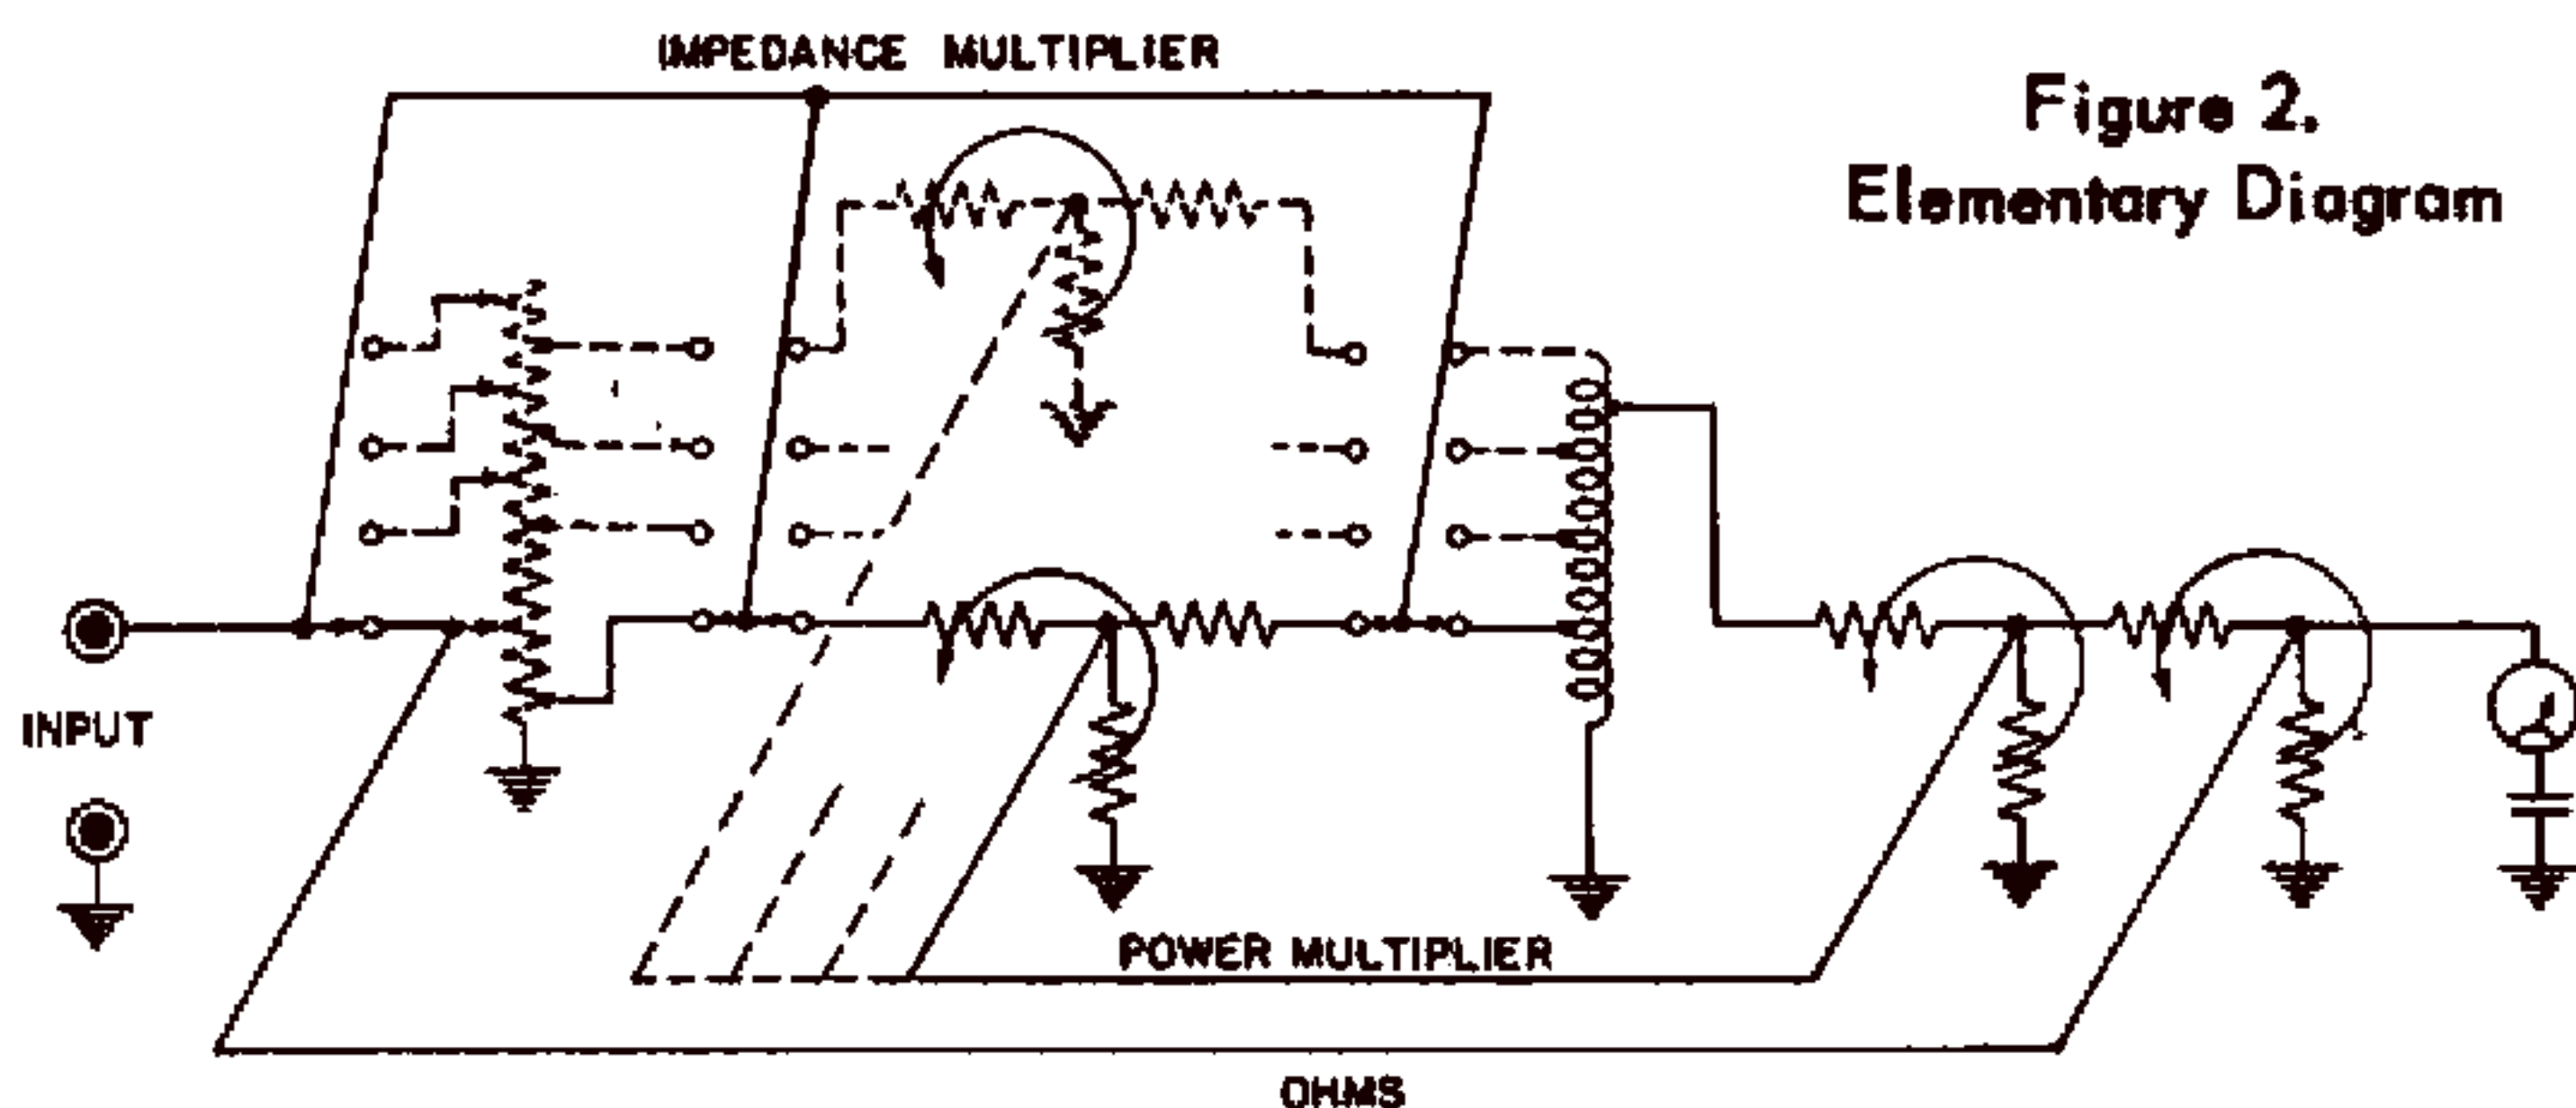 IMPEDANCE MULTIPLIER
Figure 2.
Elementary Diagram
INPUT
POWER MULTIPLIER
OHMS